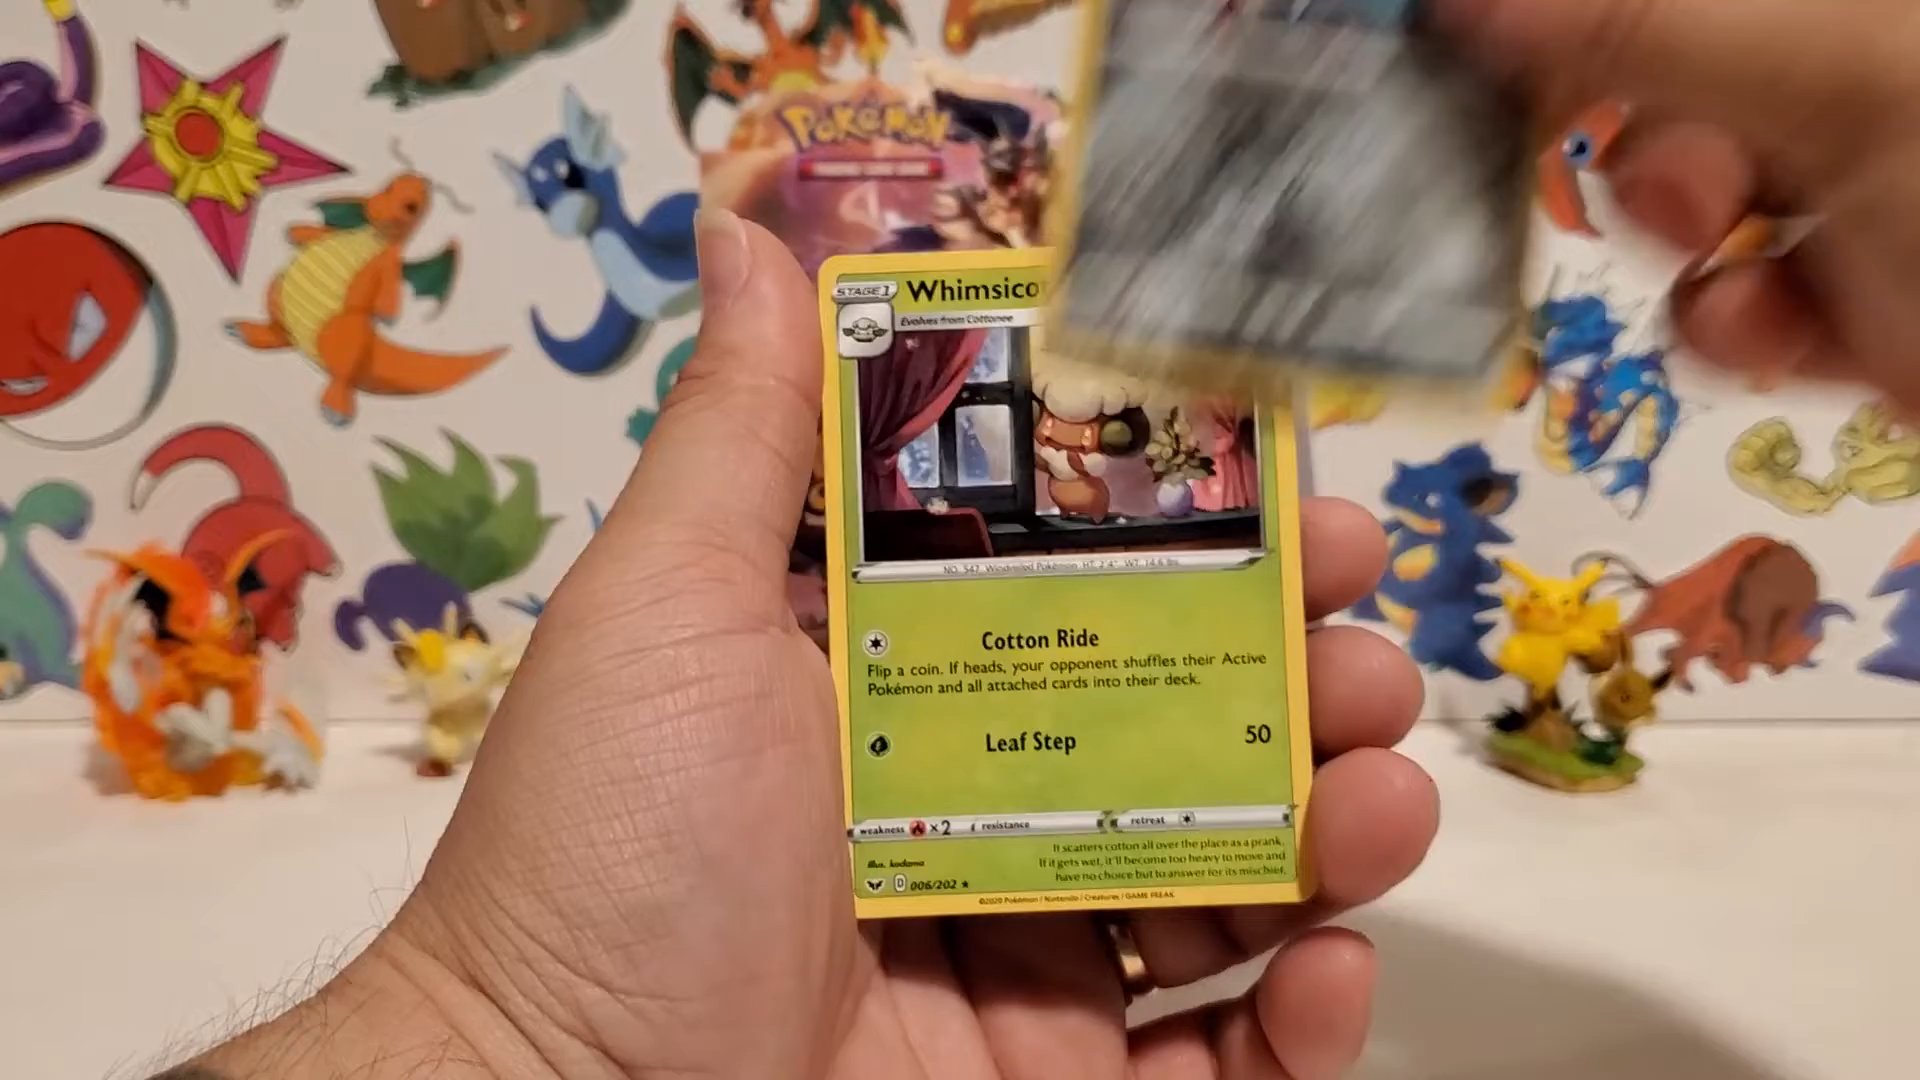 Pokémon
STAGE 1
Whimsico
Evolves from Cottonee
NO. 547 Windveiled Pokémon HT: 2'4" WT: 14.6 lbs.
Cotton Ride
Flip a coin. If heads, your opponent shuffles their Active
Pokémon and all attached cards into their deck.
Leaf Step 50
weakness ×2 resistance retreat
It scatters cotton all over the place as a prank.
If it gets wet, it'll become too heavy to move and
have no choice but to answer for its mischief.
Illus. kodama
D 006/202 ★
©2020 Pokémon / Nintendo / Creatures / GAME FREAK